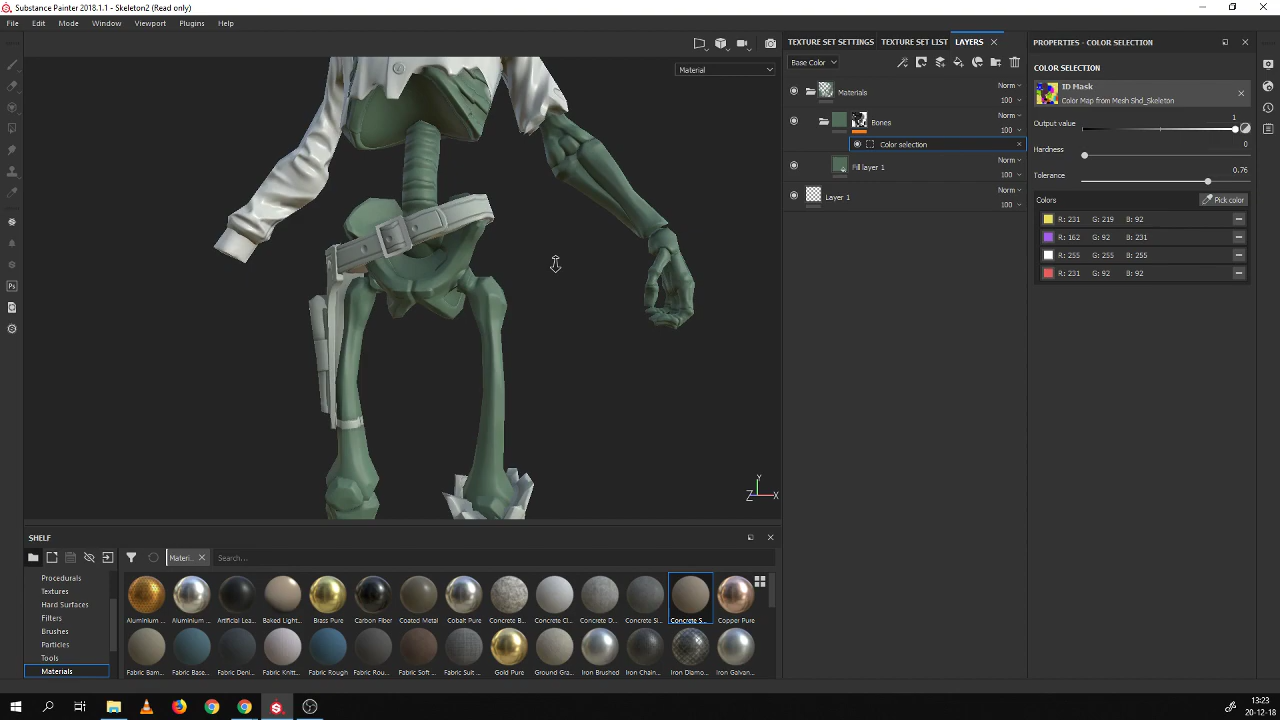 Substance Painter 2018.1.1 - Skeleton2 (Read only)
File Edit Mode Window Viewport Plugins Help
Material
TEXTURE SET SETTINGS TEXTURE SET LIST LAYERS
Base Color
Materials Norm 100
Bones Norm 100
Color selection
Fill layer 1 Norm 100
Layer 1 Norm 100
PROPERTIES - COLOR SELECTION
COLOR SELECTION
ID Mask
Color Map from Mesh Shd_Skeleton
Output value 1
Hardness 0
Tolerance 0.76
Colors Pick color
R: 231 G: 219 B: 92
R: 162 G: 92 B: 231
R: 255 G: 255 B: 255
R: 231 G: 92 B: 92
Y
Z X
SHELF
Materi... Search...
Procedurals
Textures
Hard Surfaces
Filters
Brushes
Particles
Tools
Materials
Aluminium ... Aluminium ... Artificial Lea... Baked Light... Brass Pure Carbon Fiber Coated Metal Cobalt Pure Concrete B... Concrete Cl... Concrete D... Concrete Si... Concrete S... Copper Pure
Fabric Bam... Fabric Base... Fabric Deni... Fabric Knitt... Fabric Rough Fabric Rou... Fabric Soft ... Fabric Suit ... Gold Pure Ground Gra... Iron Brushed Iron Chain... Iron Diamo... Iron Galvan...
Ps
13:23
20-12-18